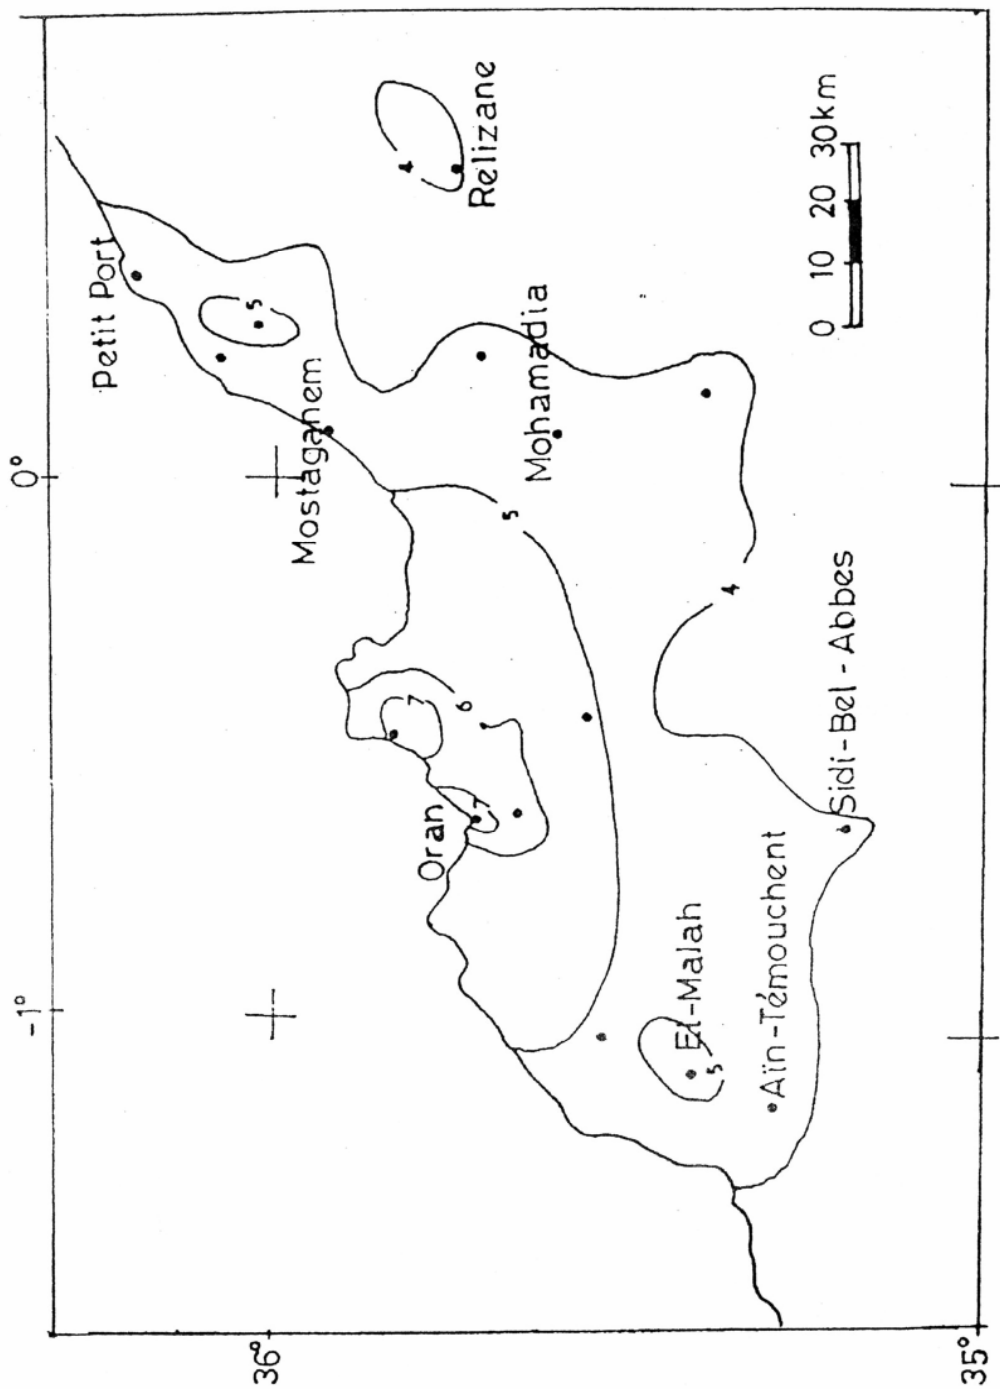 -1°
0°
36°
35°
Petit Port
5
Mostaganem
4
Relizane
5
Mohamadia
7
6
7
Oran
4
Sidi-Bel-Abbes
El-Malah
5
Aïn-Témouchent
0 10 20 30km